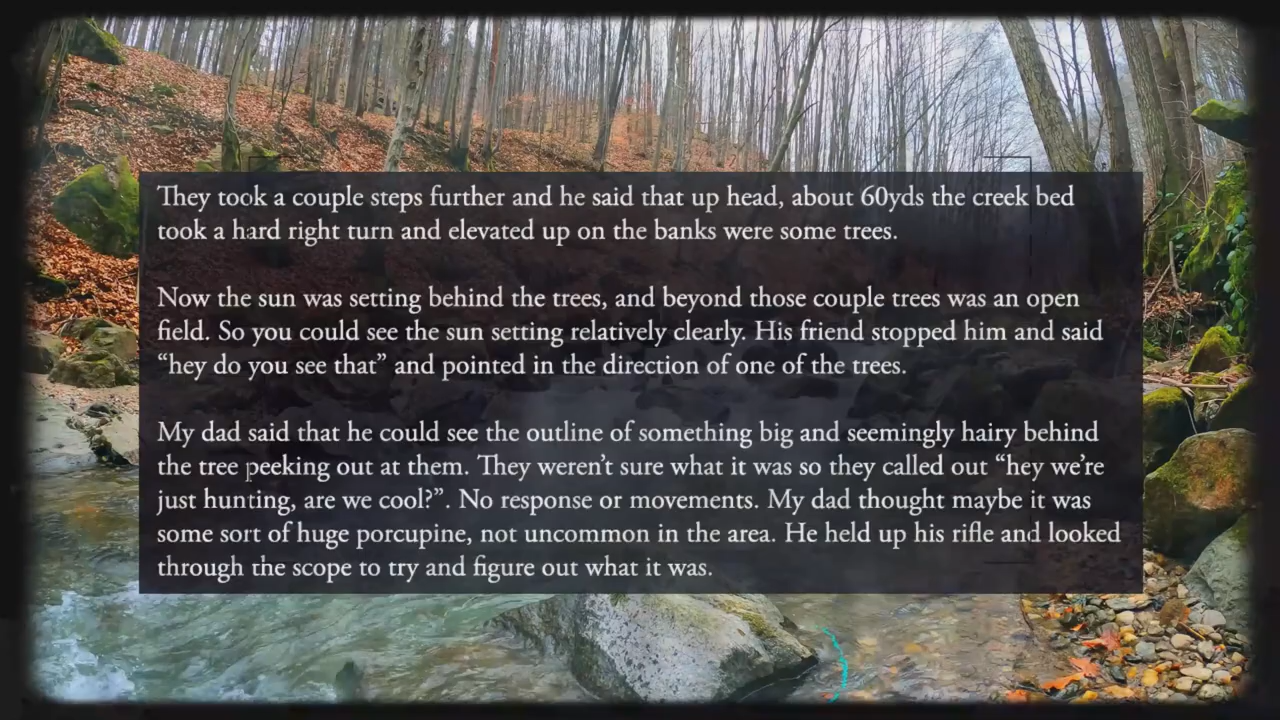 They took a couple steps further and he said that up head, about 60yds the creek bed
took a hard right turn and elevated up on the banks were some trees.
Now the sun was setting behind the trees, and beyond those couple trees was an open
field. So you could see the sun setting relatively clearly. His friend stopped him and said
“hey do you see that” and pointed in the direction of one of the trees.
My dad said that he could see the outline of something big and seemingly hairy behind
the tree peeking out at them. They weren’t sure what it was so they called out “hey we’re
just hunting, are we cool?”. No response or movements. My dad thought maybe it was
some sort of huge porcupine, not uncommon in the area. He held up his rifle and looked
through the scope to try and figure out what it was.